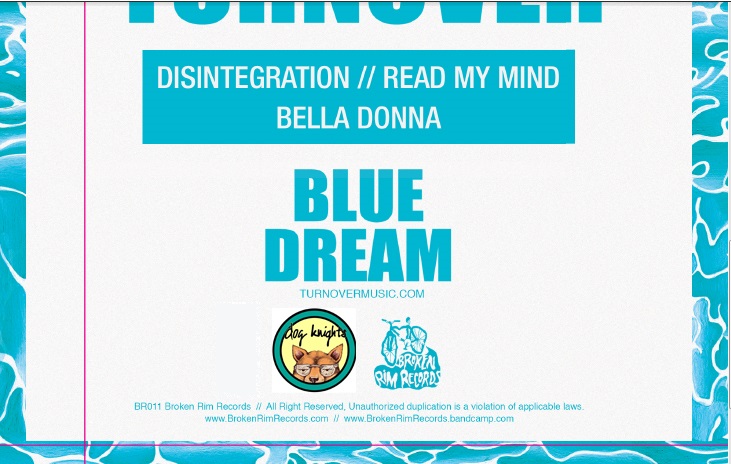 TURNOVER
DISINTEGRATION // READ MY MIND
BELLA DONNA
BLUE
DREAM
TURNOVERMUSIC.COM
dog knights
BROKEN
RIM RECORDS
BR011 Broken Rim Records // All Right Reserved, Unauthorized duplication is a violation of applicable laws.
www.BrokenRimRecords.com // www.BrokenRimRecords.bandcamp.com